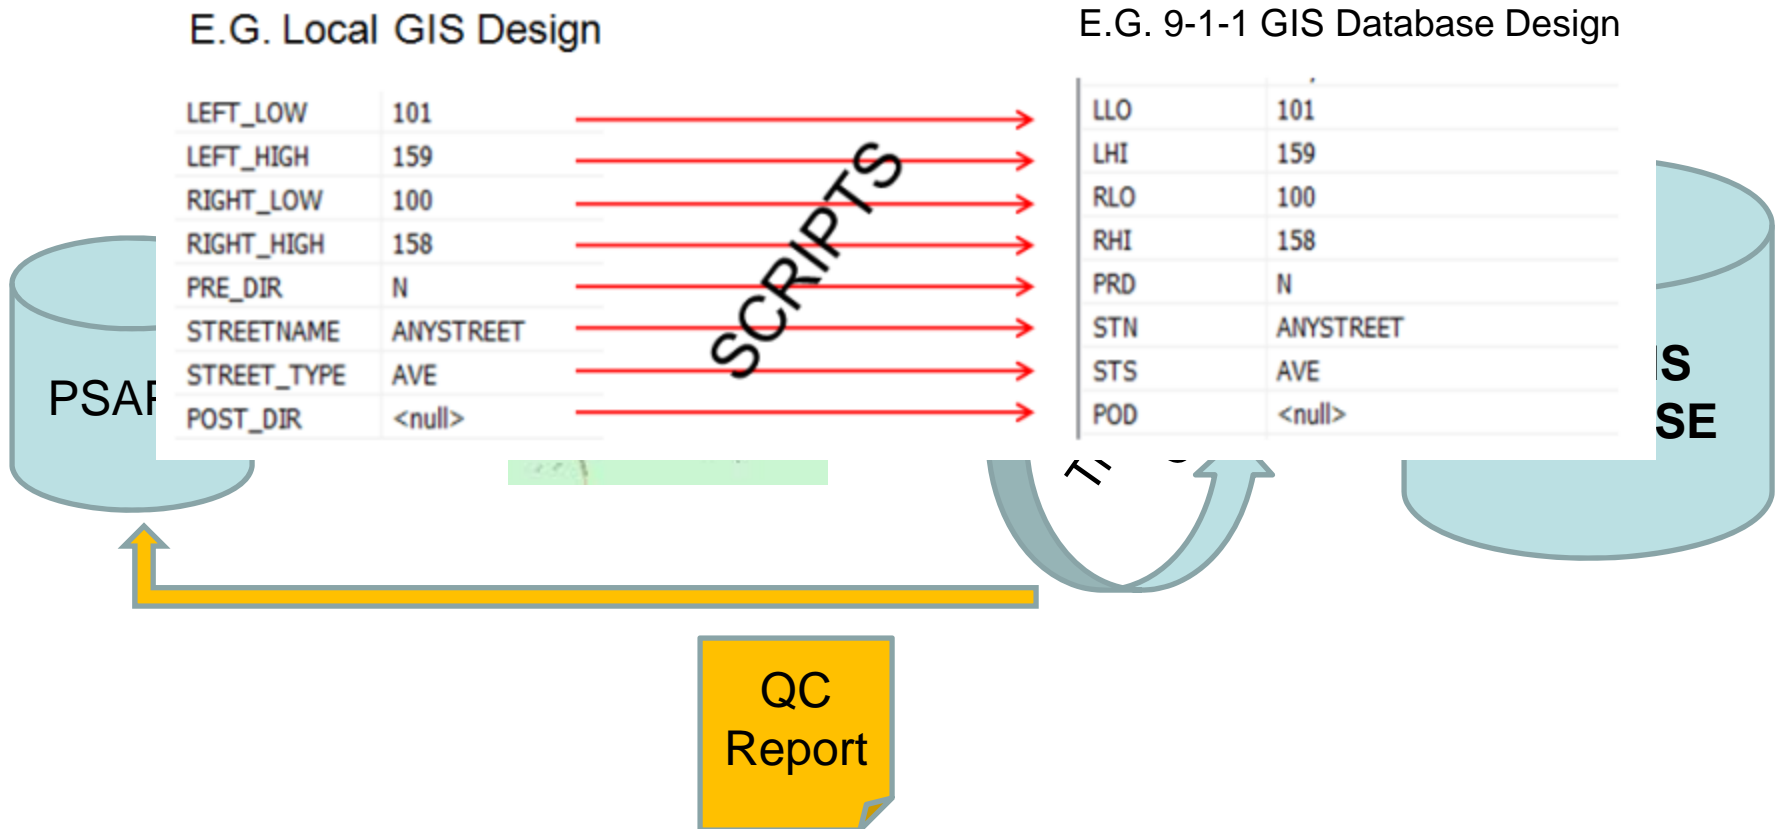 E.G. Local GIS Design
E.G. 9-1-1 GIS Database Design
LEFT_LOW 101
LEFT_HIGH 159
RIGHT_LOW 100
RIGHT_HIGH 158
PRE_DIR N
STREETNAME ANYSTREET
STREET_TYPE AVE
POST_DIR <null>
SCRIPTS
LLO 101
LHI 159
RLO 100
RHI 158
PRD N
STN ANYSTREET
STS AVE
POD <null>
QC
Report